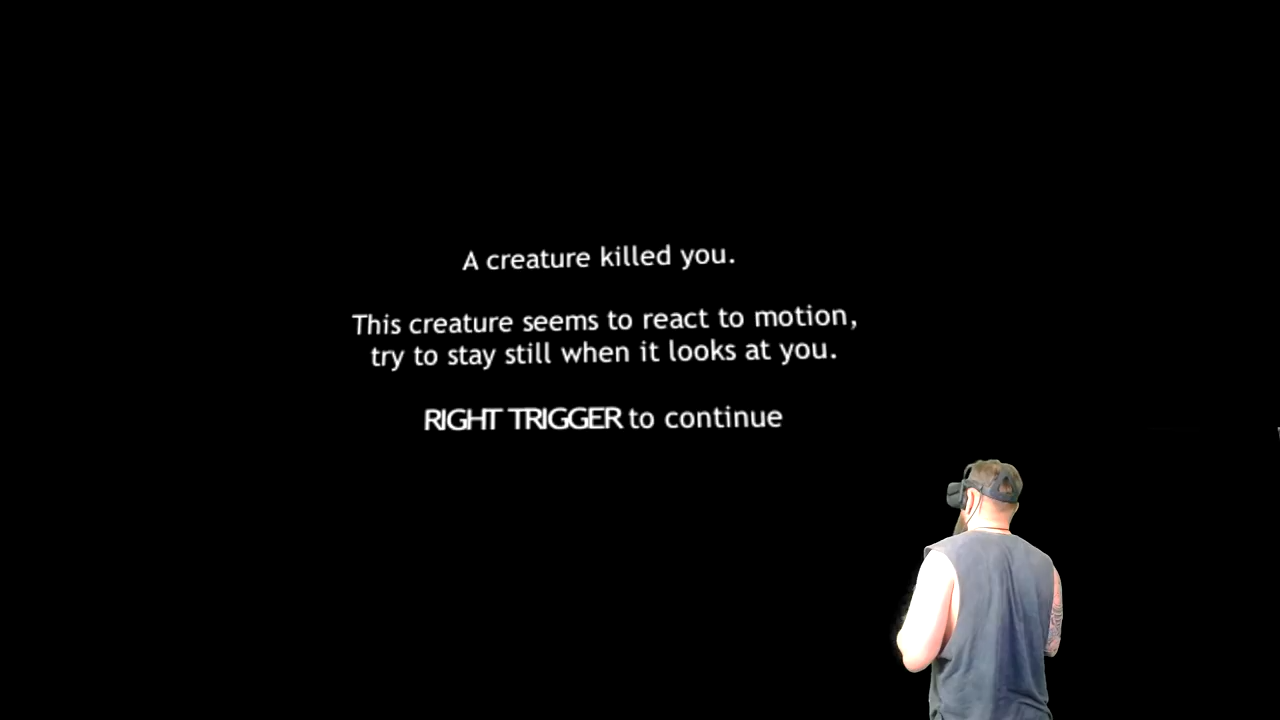 A creature killed you.
This creature seems to react to motion,
try to stay still when it looks at you.
RIGHT TRIGGER to continue